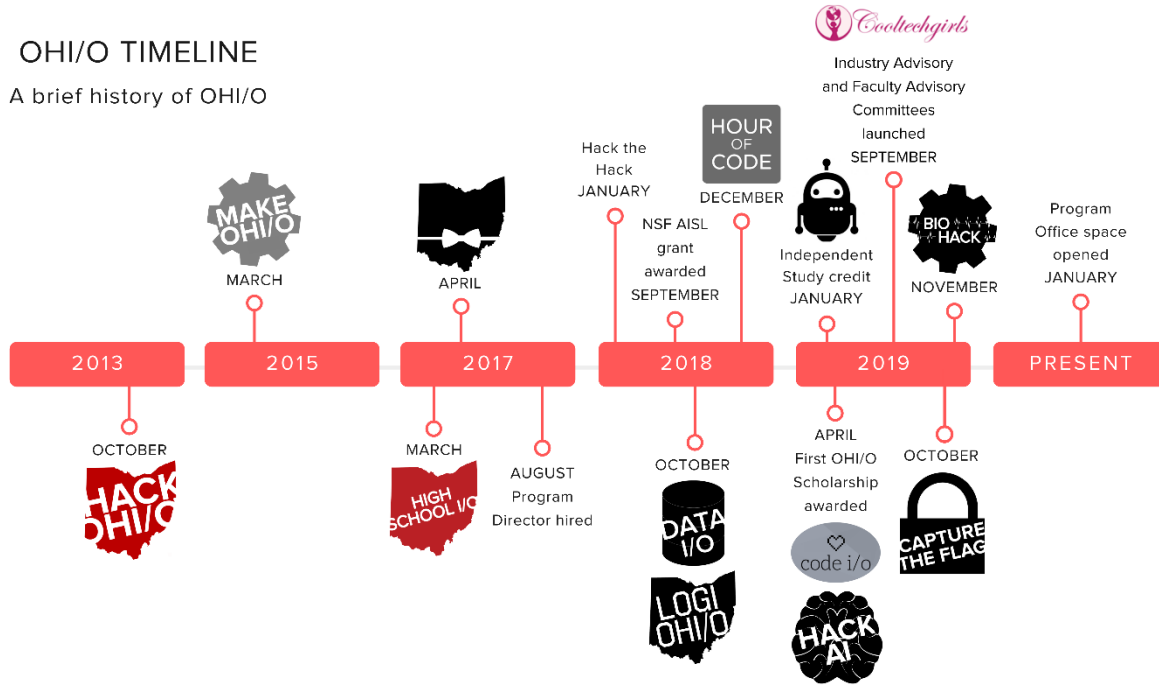 OHI/O TIMELINE
A brief history of OHI/O
2013
OCTOBER
HACK
OHI/O
2015
MAKE
OHI/O
MARCH
2017
MARCH
HIGH
SCHOOL I/O
APRIL
AUGUST
Program
Director hired
2018
Hack the
Hack
JANUARY
NSF AISL
grant
awarded
SEPTEMBER
OCTOBER
DATA
I/O
LOGI
OHI/O
HOUR
OF
CODE
DECEMBER
2019
Independent
Study credit
JANUARY
APRIL
First OHI/O
Scholarship
awarded
code i/o
HACK
AI
Cooltechgirls
Industry Advisory
and Faculty Advisory
Committees
launched
SEPTEMBER
OCTOBER
CAPTURE
THE FLAG
BIO
HACK
NOVEMBER
PRESENT
Program
Office space
opened
JANUARY